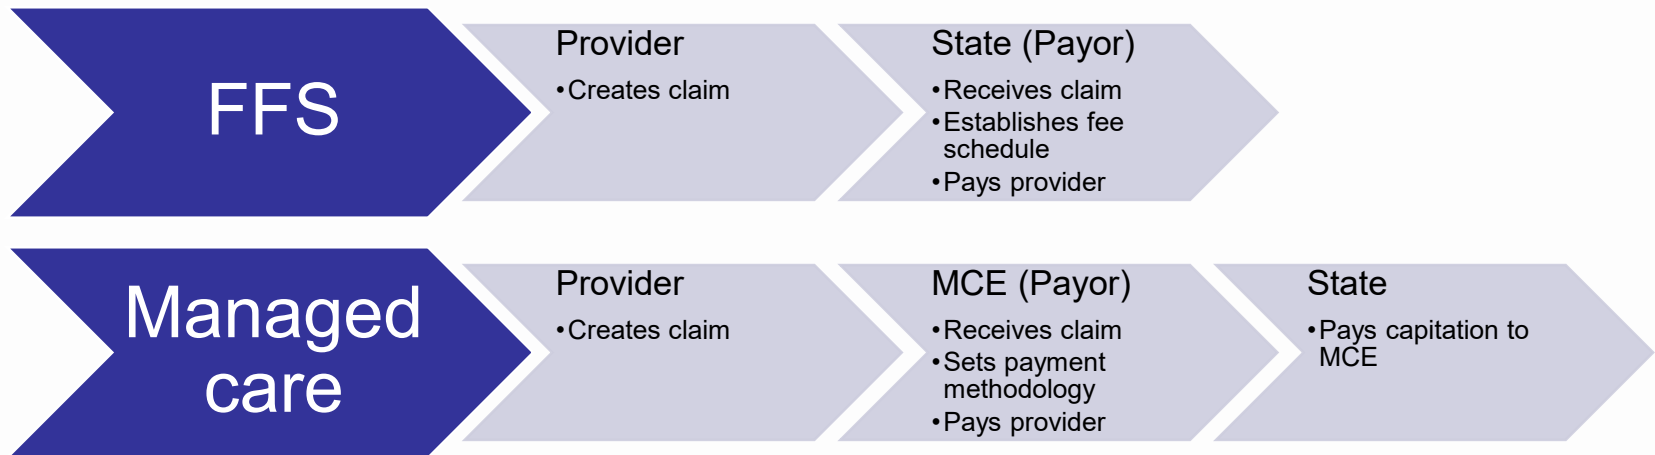 FFS
Provider
•Creates claim
State (Payor)
•Receives claim
•Establishes fee
schedule
•Pays provider
Managed
care
Provider
•Creates claim
MCE (Payor)
•Receives claim
•Sets payment
methodology
•Pays provider
State
•Pays capitation to
MCE